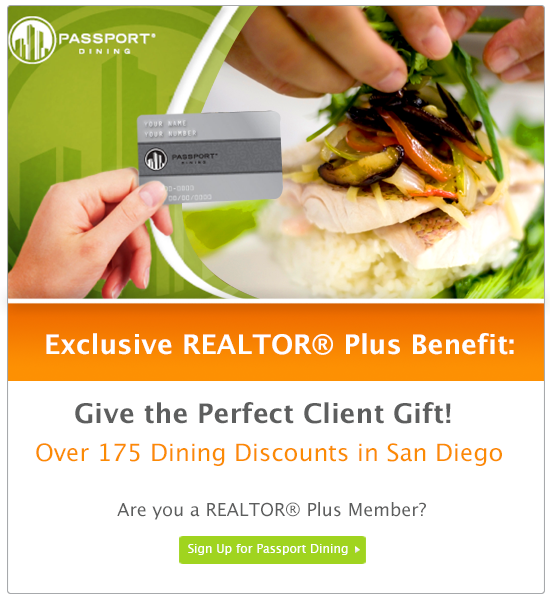 PASSPORT®
DINING
YOUR NAME
YOUR NUMBER
PASSPORT®
DINING
Exclusive REALTOR® Plus Benefit:
Give the Perfect Client Gift!
Over 175 Dining Discounts in San Diego
Are you a REALTOR® Plus Member?
Sign Up for Passport Dining